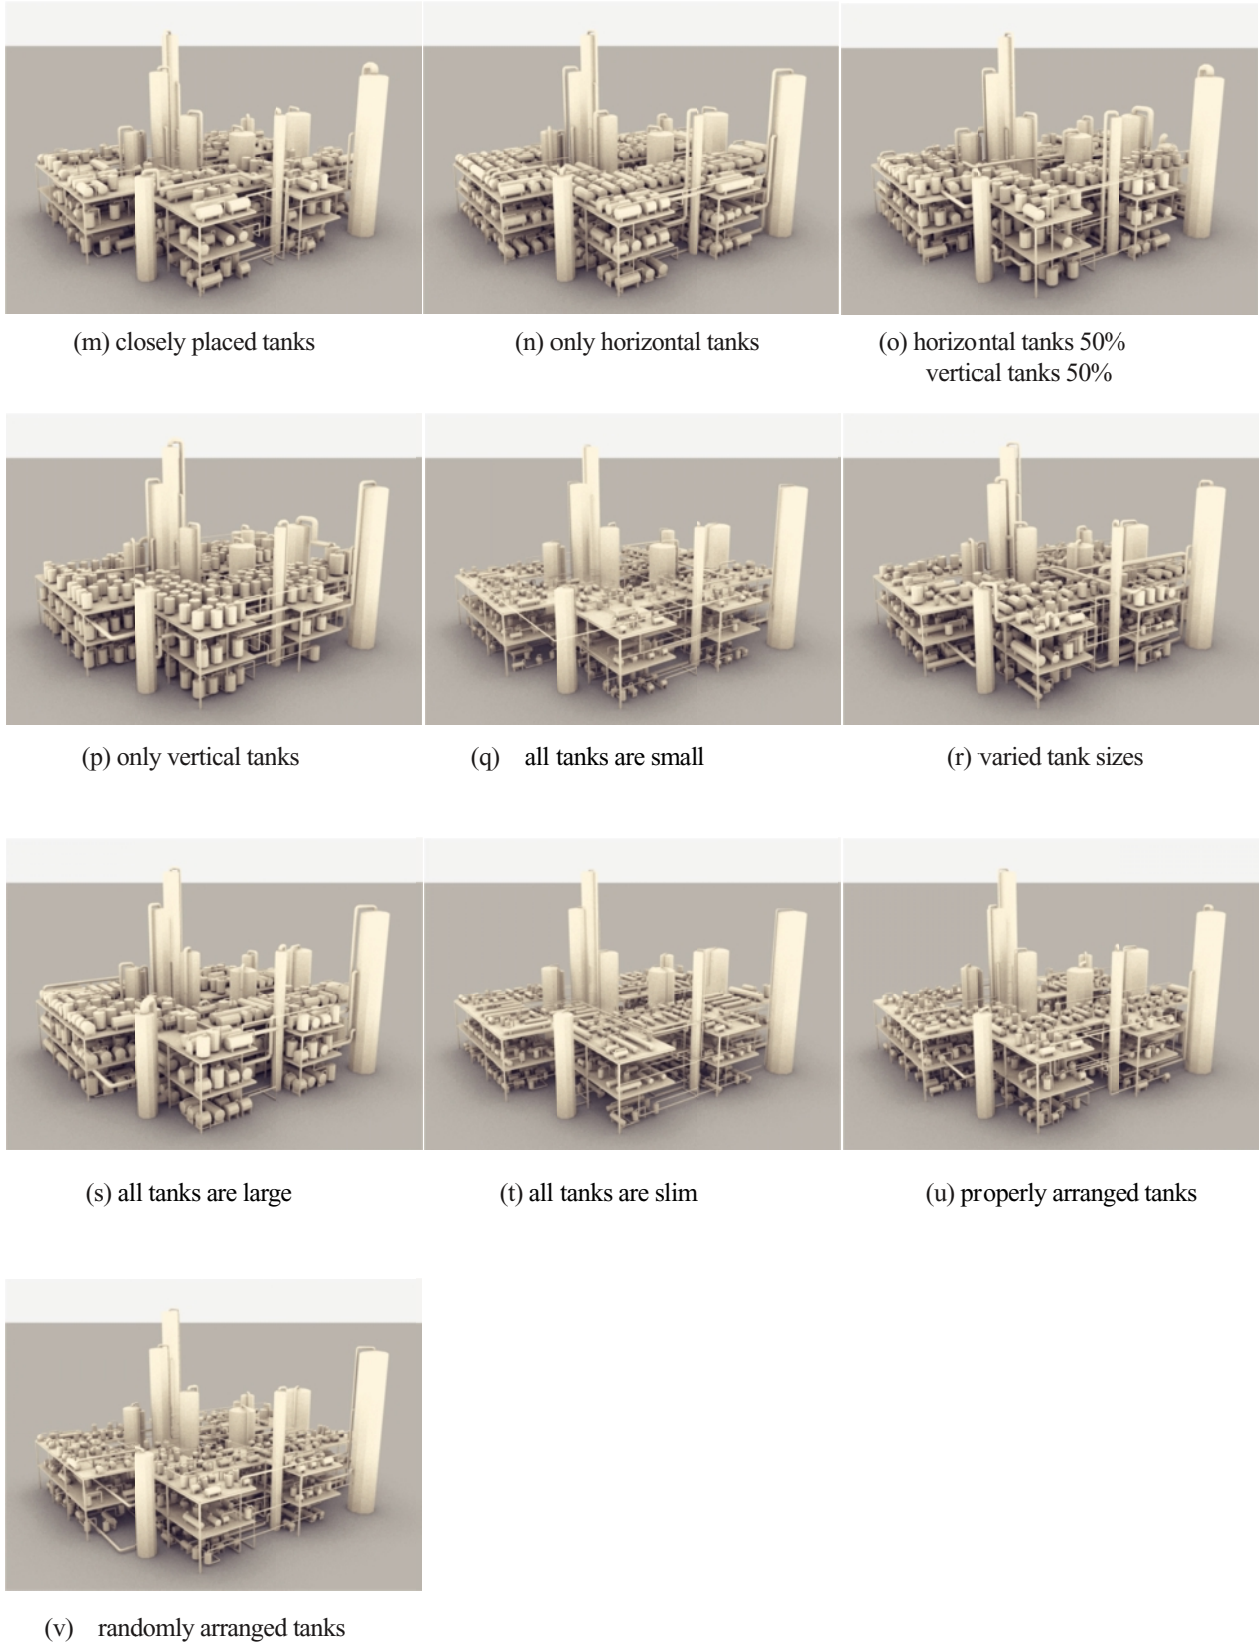 (m) closely placed tanks
(n) only horizontal tanks
(o) horizontal tanks 50%
vertical tanks 50%
(p) only vertical tanks
(q) all tanks are small
(r) varied tank sizes
(s) all tanks are large
(t) all tanks are slim
(u) properly arranged tanks
(v) randomly arranged tanks